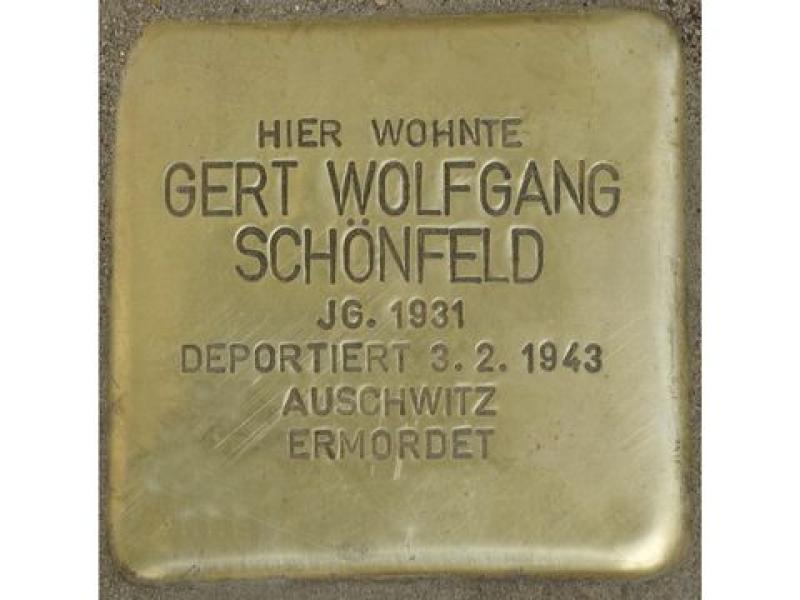 HIER WOHNTE
GERT WOLFGANG
SCHÖNFELD
JG. 1931
DEPORTIERT 3. 2. 1943
AUSCHWITZ
ERMORDET